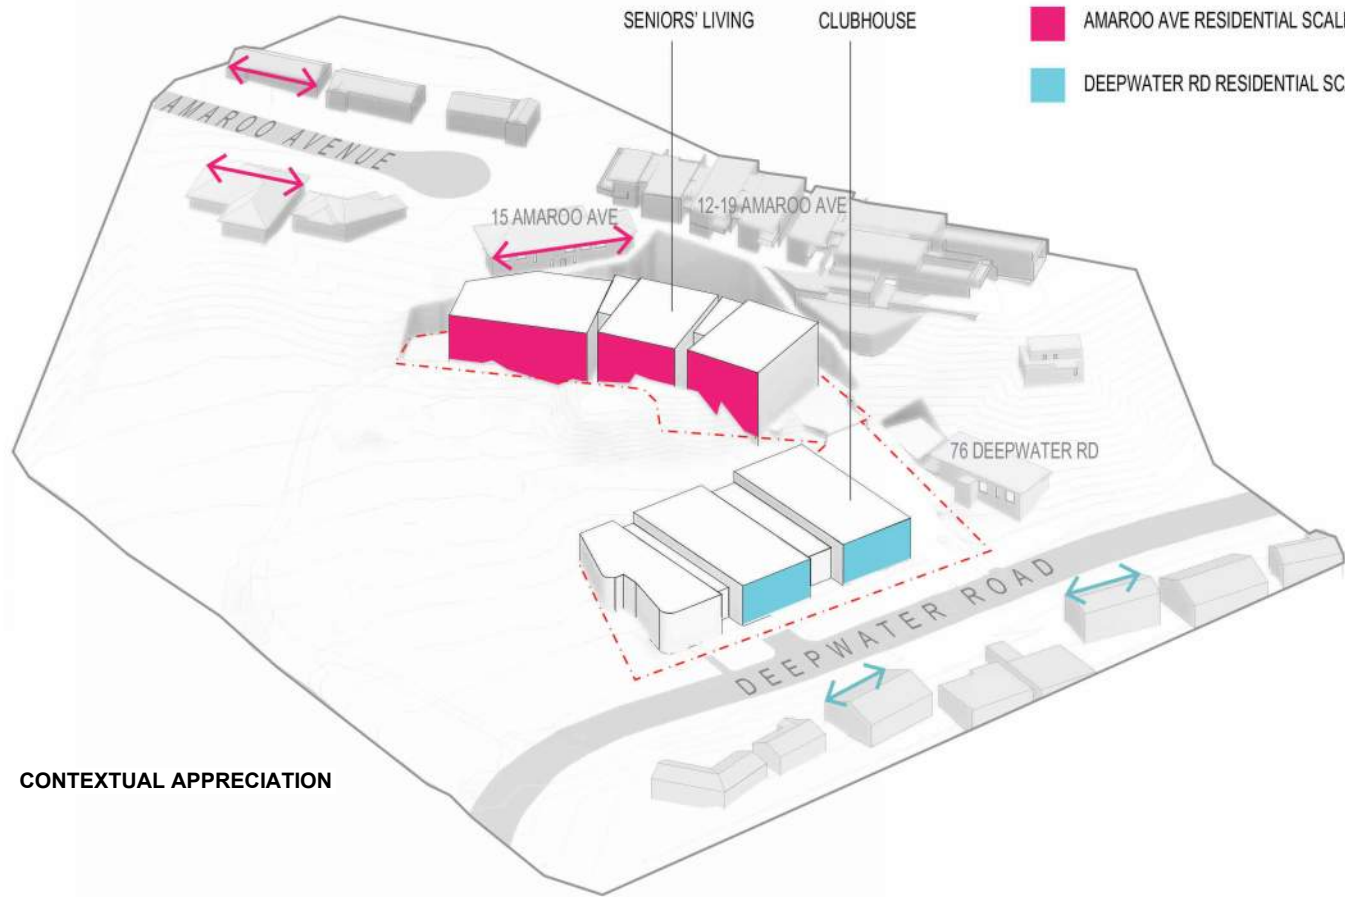 SENIORS' LIVING
CLUBHOUSE
AMAROO AVE RESIDENTIAL SCAL
DEEPWATER RD RESIDENTIAL SC
AMAROO AVENUE
15 AMAROO AVE
12-19 AMAROO AVE
76 DEEPWATER RD
DEEPWATER ROAD
CONTEXTUAL APPRECIATION